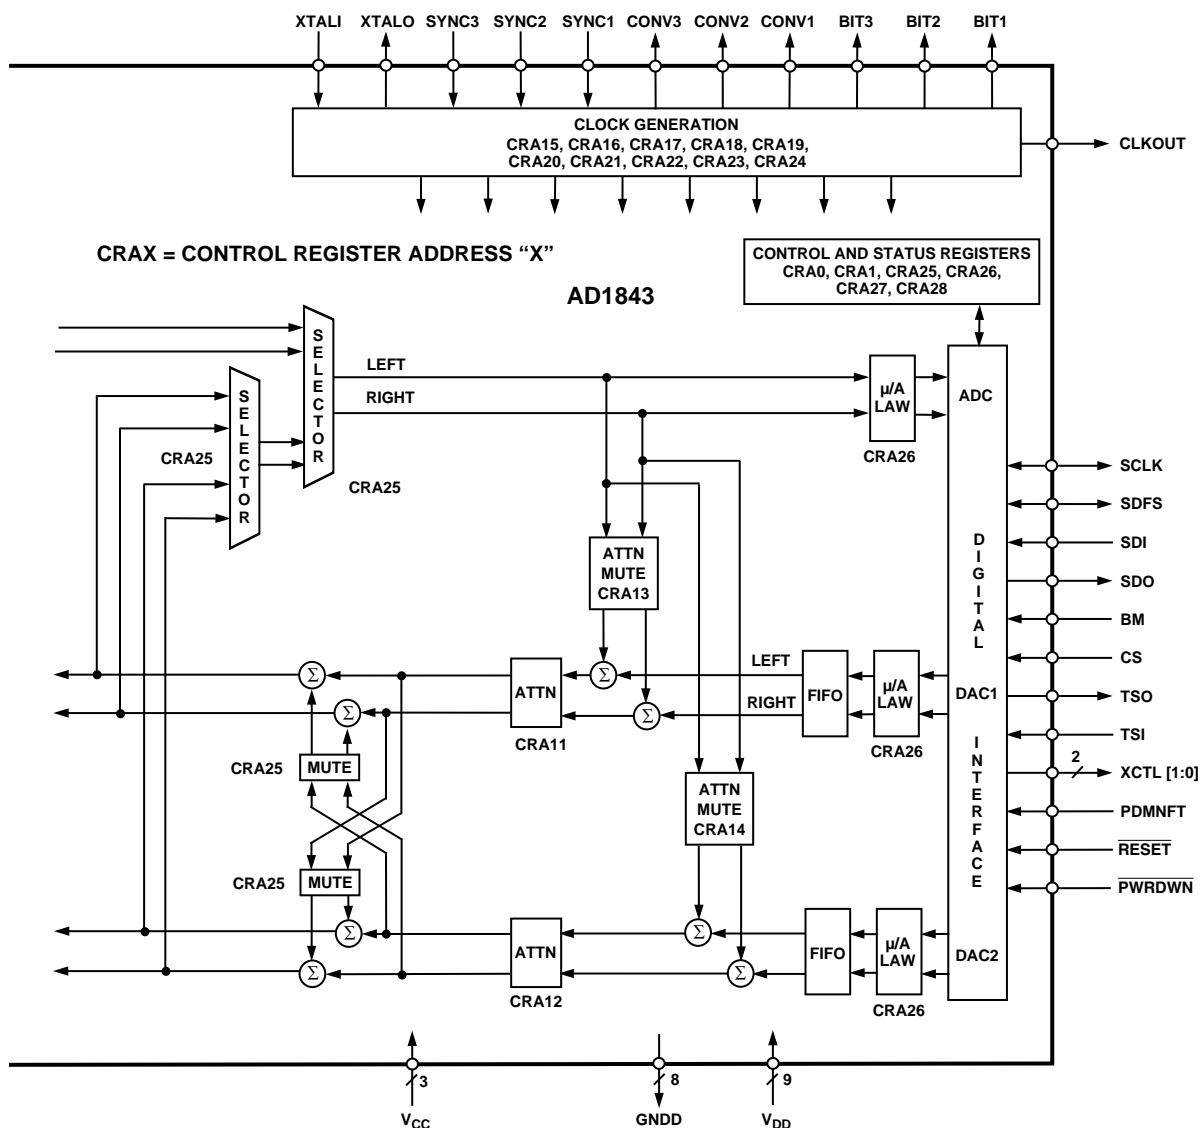 XTALI XTALO SYNC3 SYNC2 SYNC1 CONV3 CONV2 CONV1 BIT3 BIT2 BIT1
CLOCK GENERATION
CRA15, CRA16, CRA17, CRA18, CRA19,
CRA20, CRA21, CRA22, CRA23, CRA24
CLKOUT
CRAX = CONTROL REGISTER ADDRESS “X”
CONTROL AND STATUS REGISTERS
CRA0, CRA1, CRA25, CRA26,
CRA27, CRA28
AD1843
SELECTOR
CRA25
SELECTOR
CRA25
LEFT
RIGHT
µ/A
LAW
CRA26
ADC
DIGITAL
DAC1
INTERFACE
DAC2
SCLK
SDFS
SDI
SDO
BM
CS
TSO
TSI
2
XCTL [1:0]
PDMNFT
RESET
PWRDWN
ATTN
MUTE
CRA13
Σ
Σ
ATTN
CRA11
Σ
Σ
LEFT
RIGHT
FIFO
µ/A
LAW
CRA26
CRA25
MUTE
ATTN
MUTE
CRA14
CRA25
MUTE
Σ
Σ
ATTN
CRA12
Σ
Σ
FIFO
µ/A
LAW
CRA26
3
VCC
8
GNDD
9
VDD